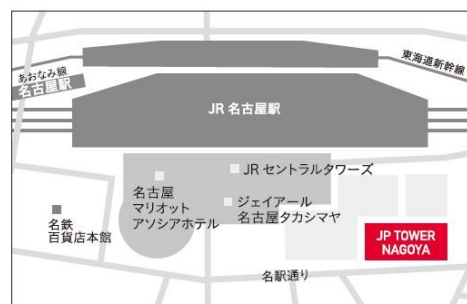 東海道新幹線
あおなみ線
名古屋駅
JR 名古屋駅
JR セントラルタワーズ
名古屋
マリオット
アソシアホテル
ジェイアール
名古屋タカシマヤ
名鉄
百貨店本館
JP TOWER
NAGOYA
名駅通り